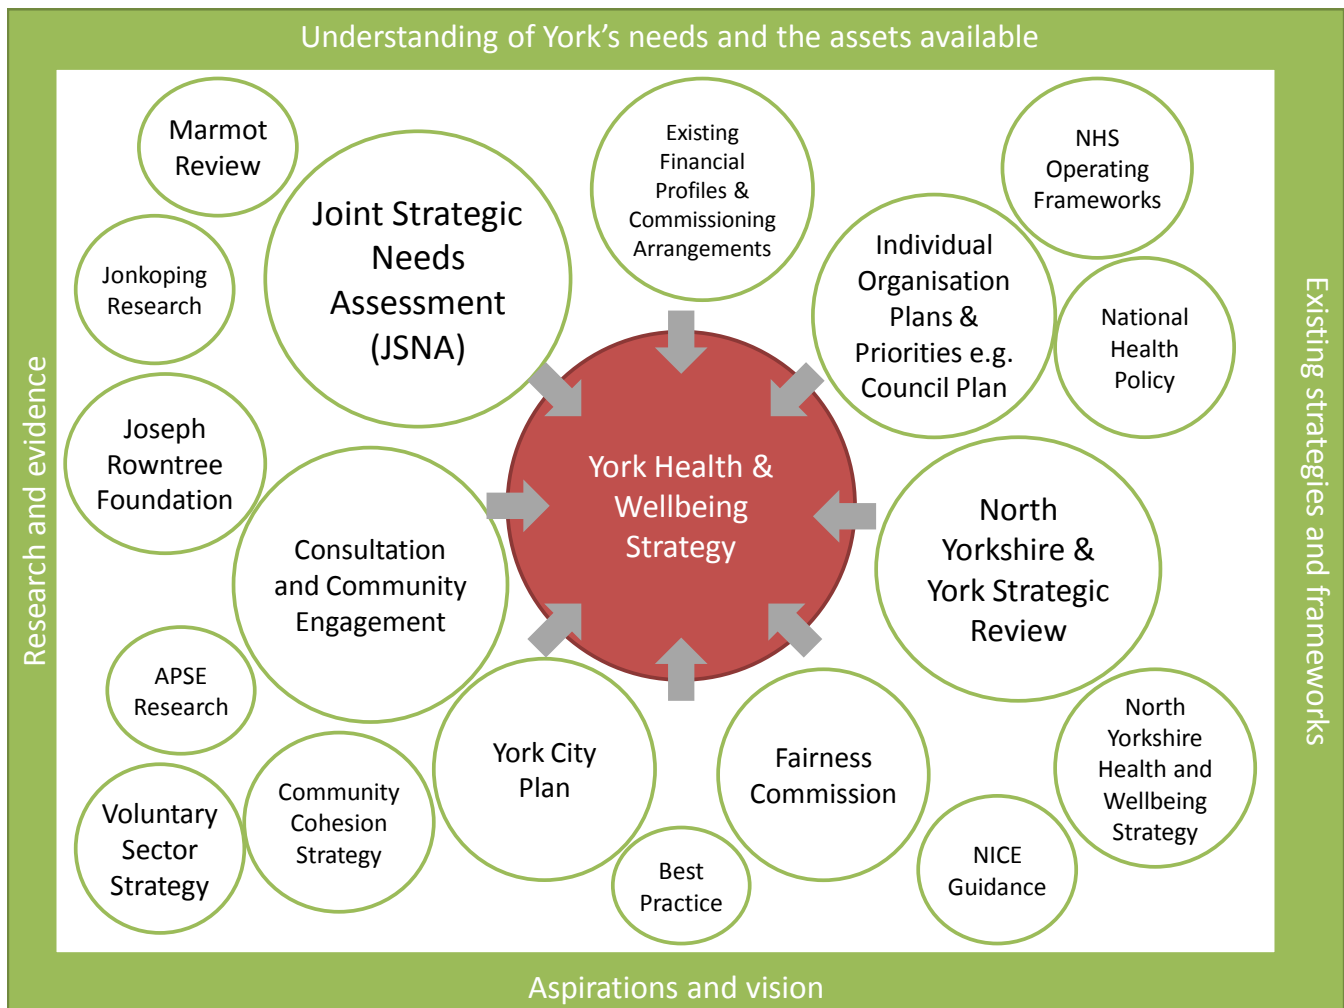 Understanding of York’s needs and the assets available
Research and evidence
Existing strategies and frameworks
Marmot
Review
Joint Strategic
Needs
Assessment
(JSNA)
Existing
Financial
Profiles &
Commissioning
Arrangements
NHS
Operating
Frameworks
Individual
Organisation
Plans &
Priorities e.g.
Council Plan
Jonkoping
Research
National
Health
Policy
Joseph
Rowntree
Foundation
York Health &
Wellbeing
Strategy
Consultation
and Community
Engagement
North
Yorkshire &
York Strategic
Review
APSE
Research
York City
Plan
Fairness
Commission
North
Yorkshire
Health and
Wellbeing
Strategy
Voluntary
Sector
Strategy
Community
Cohesion
Strategy
Best
Practice
NICE
Guidance
Aspirations and vision